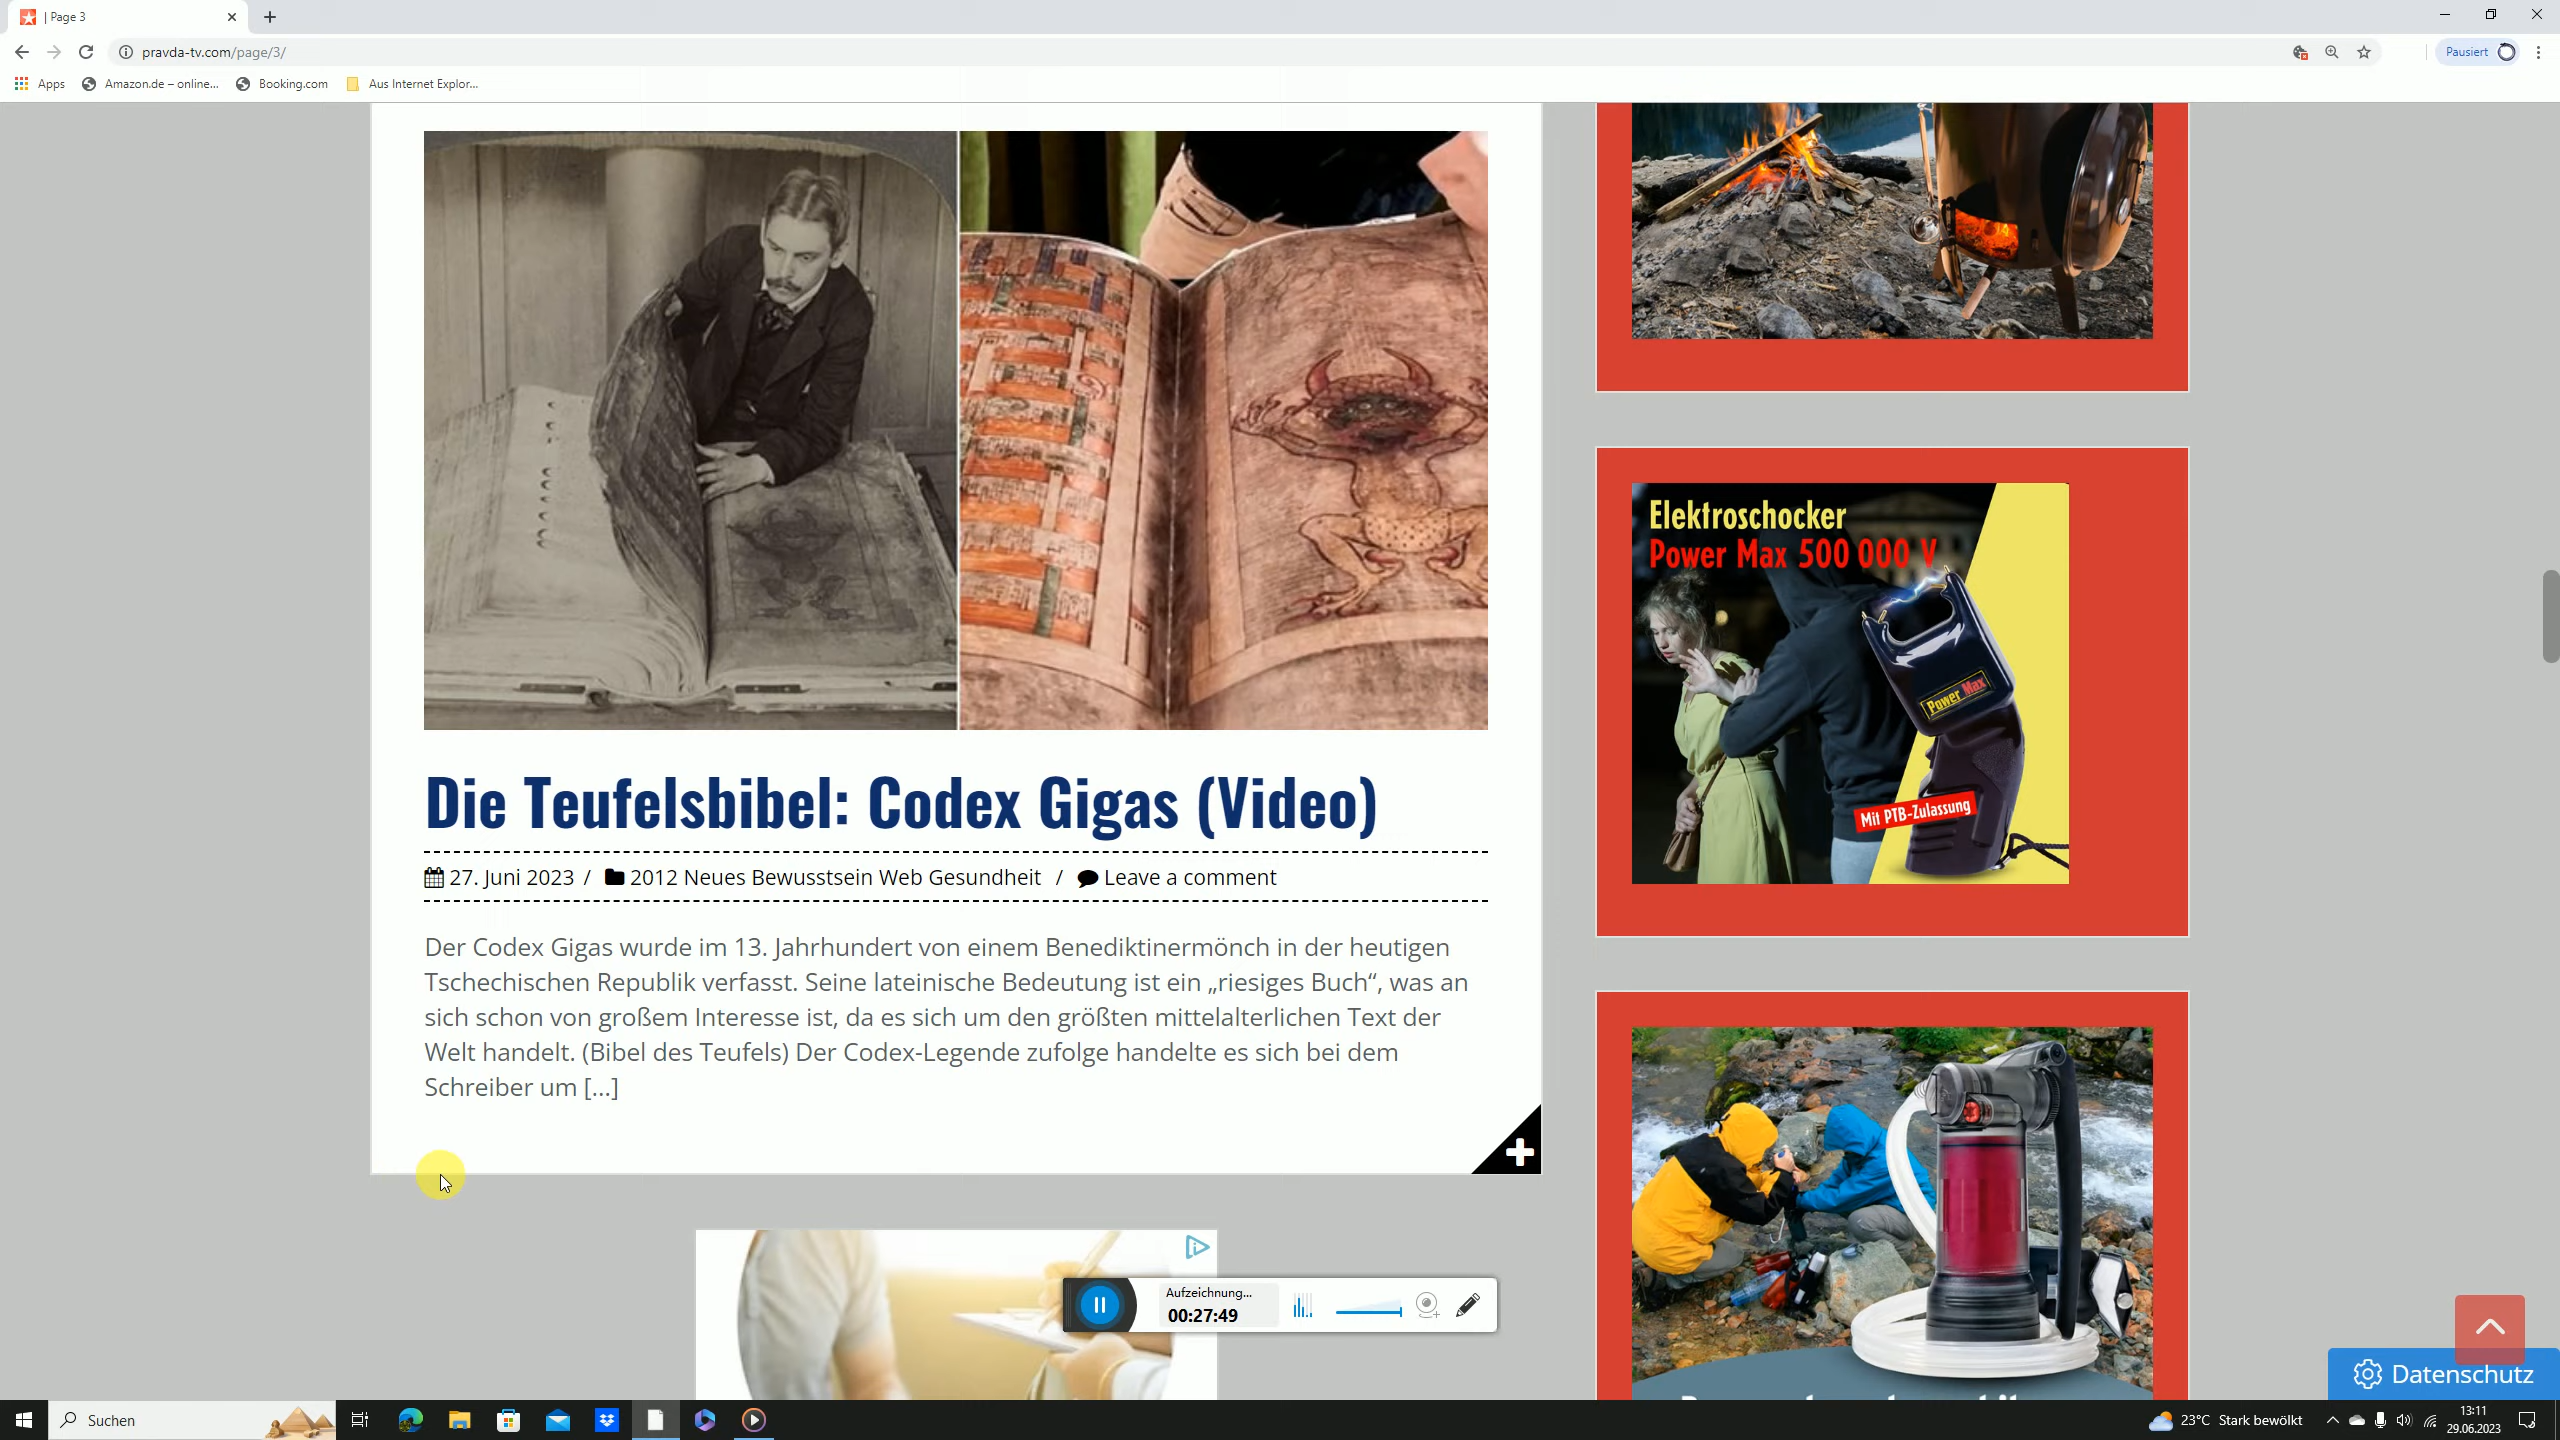 | Page 3
pravda-tv.com/page/3/
Pausiert
Apps
Amazon.de – online...
Booking.com
Aus Internet Explor...
Elektroschocker
Power Max 500 000 V
Power Max
Mit PTB-Zulassung
Die Teufelsbibel: Codex Gigas (Video)
27. Juni 2023 / 2012 Neues Bewusstsein Web Gesundheit / Leave a comment
Der Codex Gigas wurde im 13. Jahrhundert von einem Benediktinermönch in der heutigen
Tschechischen Republik verfasst. Seine lateinische Bedeutung ist ein „riesiges Buch“, was an
sich schon von großem Interesse ist, da es sich um den größten mittelalterlichen Text der
Welt handelt. (Bibel des Teufels) Der Codex-Legende zufolge handelte es sich bei dem
Schreiber um [...]
Aufzeichnung...
00:27:49
Datenschutz
Suchen
23°C Stark bewölkt
13:11
29.06.2023